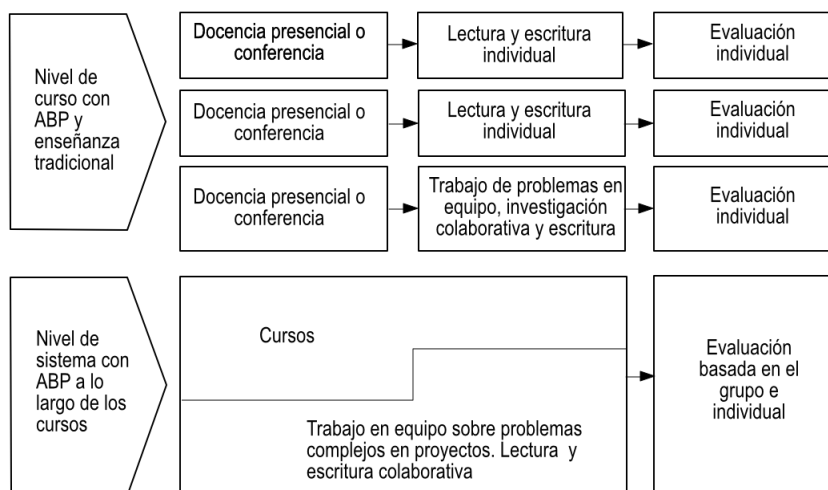 Nivel de
curso con
ABP y
enseñanza
tradicional
Docencia presencial o
conferencia
Lectura y escritura
individual
Evaluación
individual
Docencia presencial o
conferencia
Lectura y escritura
individual
Evaluación
individual
Docencia presencial o
conferencia
Trabajo de problemas en
equipo, investigación
colaborativa y escritura
Evaluación
individual
Nivel de
sistema con
ABP a lo
largo de los
cursos
Cursos
Trabajo en equipo sobre problemas
complejos en proyectos. Lectura y
escritura colaborativa
Evaluación
basada en el
grupo e
individual